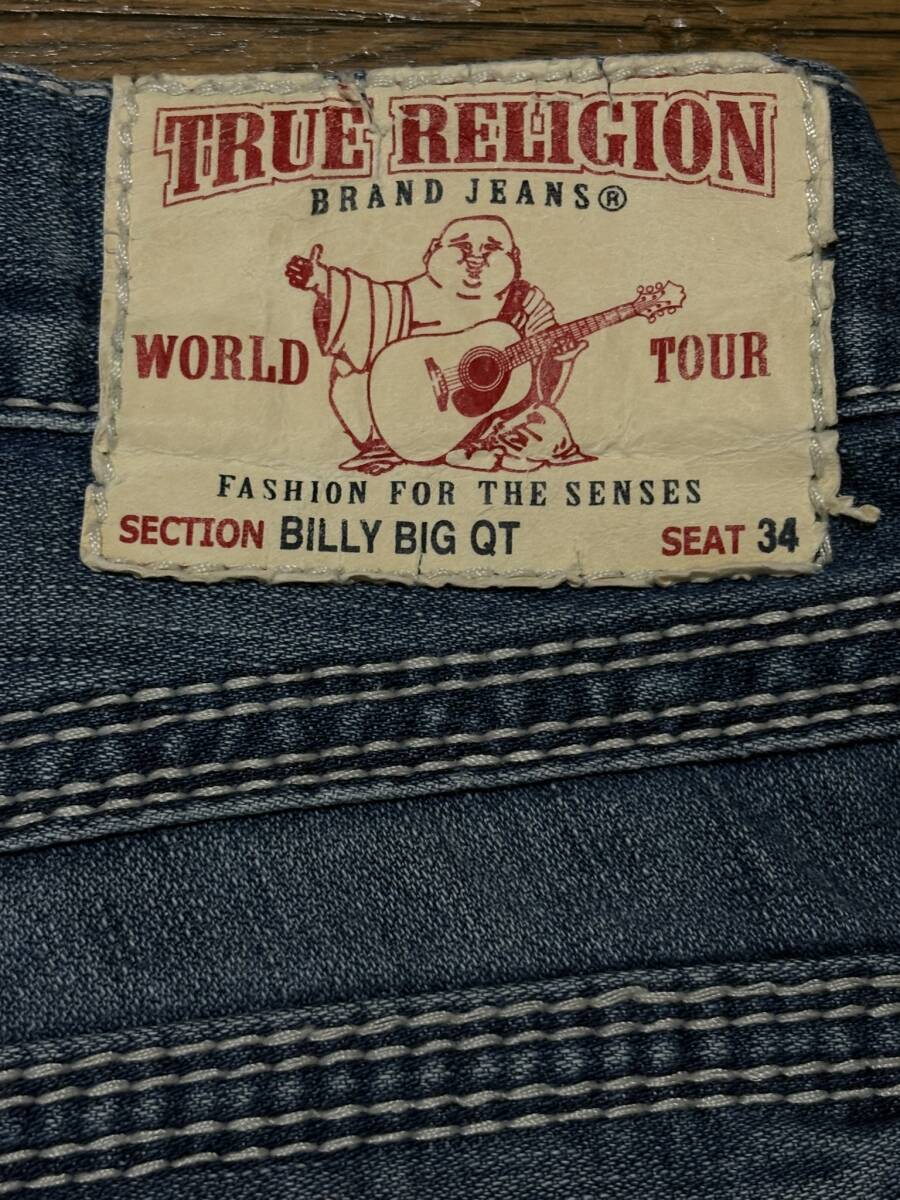 TRUE RELIGION
BRAND JEANS®
WORLD TOUR
FASHION FOR THE SENSES
SECTION BILLY BIG QT SEAT 34